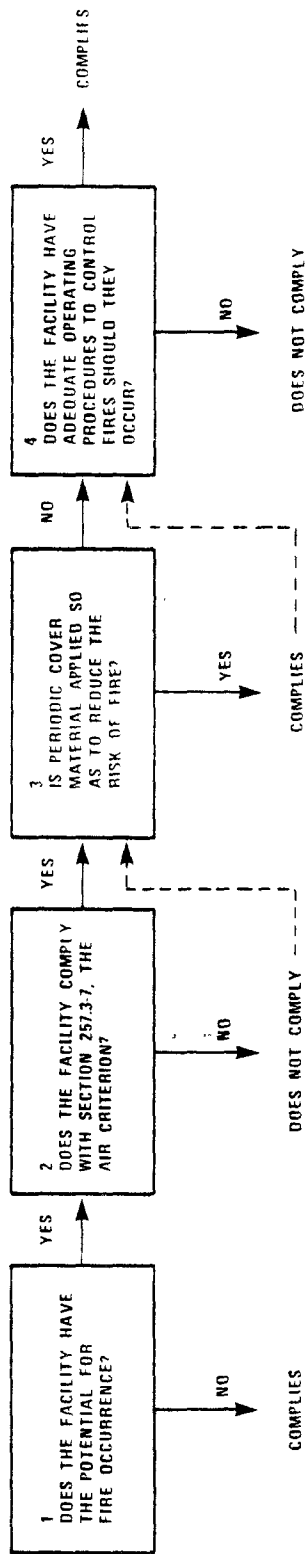 1
DOES THE FACILITY HAVE
THE POTENTIAL FOR
FIRE OCCURRENCE?
YES
NO
COMPLIES
2
DOES THE FACILITY COMPLY
WITH SECTION 257.3-7, THE
AIR CRITERION?
YES
NO
DOES NOT COMPLY
3
IS PERIODIC COVER
MATERIAL APPLIED SO
AS TO REDUCE THE
RISK OF FIRE?
NO
YES
COMPLIES
4
DOES THE FACILITY HAVE
ADEQUATE OPERATING
PROCEDURES TO CONTROL
FIRES SHOULD THEY
OCCUR?
YES
COMPLIES
NO
DOES NOT COMPLY